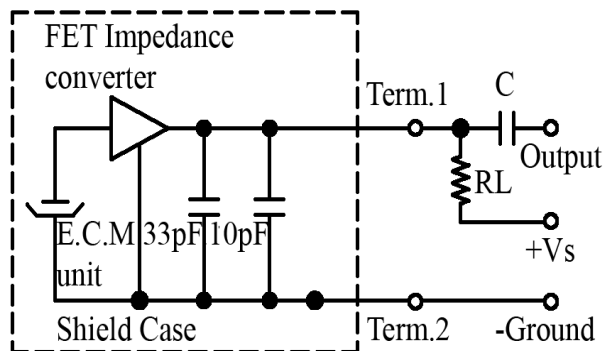 FET Impedance
converter
Term.1
C
Output
RL
E.C.M 33pF 10pF
+Vs
unit
Shield Case
Term.2
-Ground